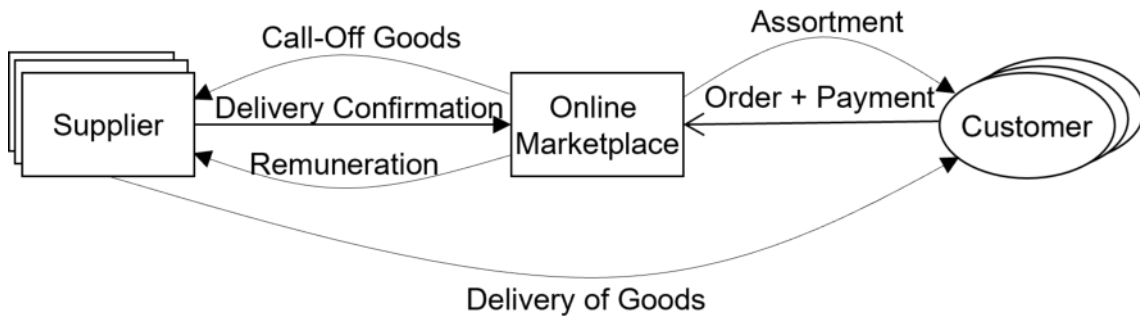 Assortment
Call-Off Goods
Delivery Confirmation
Order + Payment
Supplier
Online
Marketplace
Customer
Remuneration
Delivery of Goods